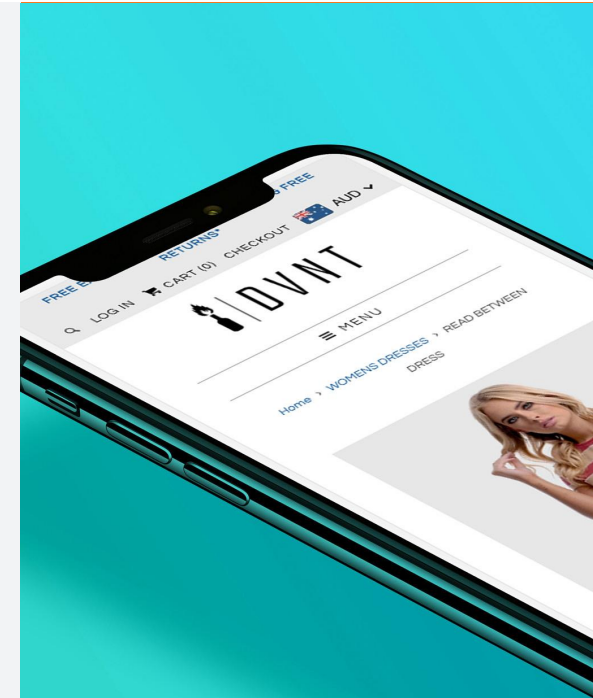 FREE RETURNS* FREE
LOG IN CART (0) CHECKOUT AUD
DVNT
MENU
Home > WOMENS DRESSES > READ BETWEEN
DRESS